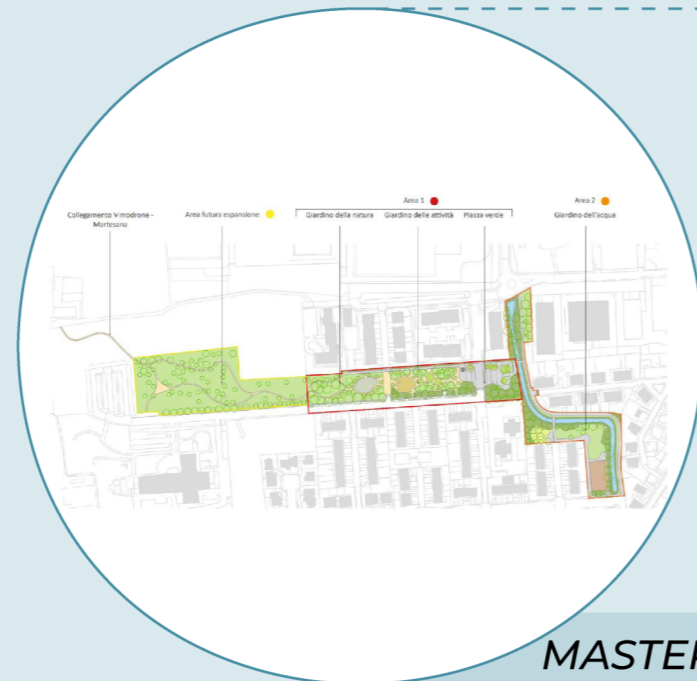 Area 1
Area 2
Collegamento Vimodrone -
Martesana
Area futura espansione
Giardino della natura
Giardino delle attività
Piazza verde
Giardino dell'acqua
MASTER